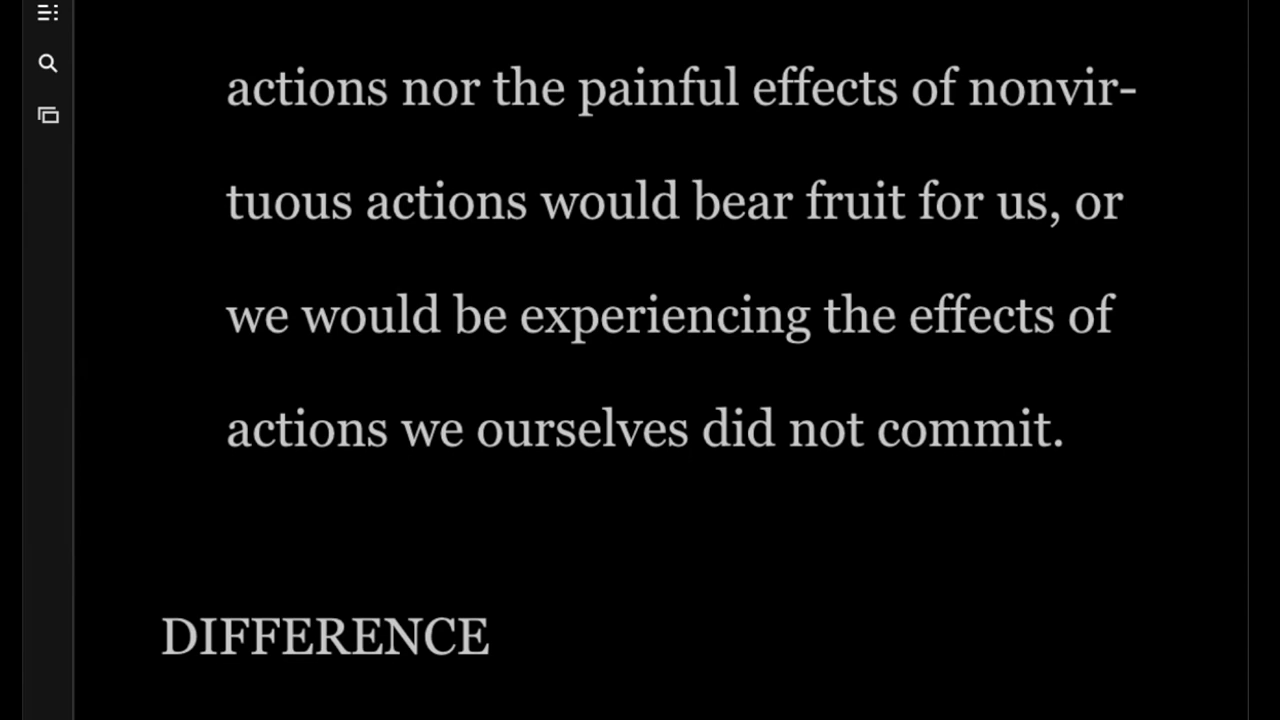 actions nor the painful effects of nonvir-
tuous actions would bear fruit for us, or
we would be experiencing the effects of
actions we ourselves did not commit.
DIFFERENCE